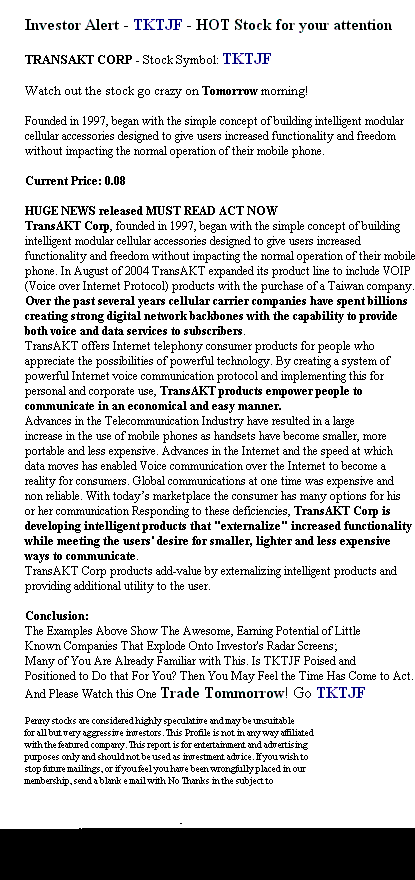 Investor Alert - TKTJF - HOT Stock for your attention
TRANSAKT CORP - Stock Symbol: TKTJF
Watch out the stock go crazy on Tomorrow morning!
Founded in 1997, began with the simple concept of building intelligent modular
cellular accessories designed to give users increased functionality and freedom
without impacting the normal operation of their mobile phone.
Current Price: 0.08
HUGE NEWS released MUST READ ACT NOW
TransAKT Corp, founded in 1997, began with the simple concept of building
intelligent modular cellular accessories designed to give users increased
functionality and freedom without impacting the normal operation of their mobile
phone. In August of 2004 TransAKT expanded its product line to include VOIP
(Voice over Internet Protocol) products with the purchase of a Taiwan company.
Over the past several years cellular carrier companies have spent billions
creating strong digital network backbones with the capability to provide
both voice and data services to subscribers.
TransAKT offers Internet telephony consumer products for people who
appreciate the possibilities of powerful technology. By creating a system of
powerful Internet voice communication protocol and implementing this for
personal and corporate use, TransAKT products empower people to
communicate in an economical and easy manner.
Advances in the Telecommunication Industry have resulted in a large
increase in the use of mobile phones as handsets have become smaller, more
portable and less expensive. Advances in the Internet and the speed at which
data moves has enabled Voice communication over the Internet to become a
reality for consumers. Global communications at one time was expensive and
non reliable. With today's marketplace the consumer has many options for his
or her communication Responding to these deficiencies, TransAKT Corp is
developing intelligent products that "externalize" increased functionality
while meeting the users' desire for smaller, lighter and less expensive
ways to communicate.
TransAKT Corp products add-value by externalizing intelligent products and
providing additional utility to the user.
Conclusion:
The Examples Above Show The Awesome, Earning Potential of Little
Known Companies That Explode Onto Investor's Radar Screens;
Many of You Are Already Familiar with This. Is TKTJF Poised and
Positioned to Do that For You? Then You May Feel the Time Has Come to Act.
And Please Watch this One Trade Tommorrow! Go TKTJF
Penny stocks are considered highly speculative and may be unsuitable
for all but very aggressive investors. This Profile is not in any way affiliated
with the featured company. This report is for entertainment and advertising
purposes only and should not be used as investment advice. If you wish to
stop future mailings, or if you feel you have been wrongfully placed in our
membership, send a blank e mail with No Thanks in the subject to